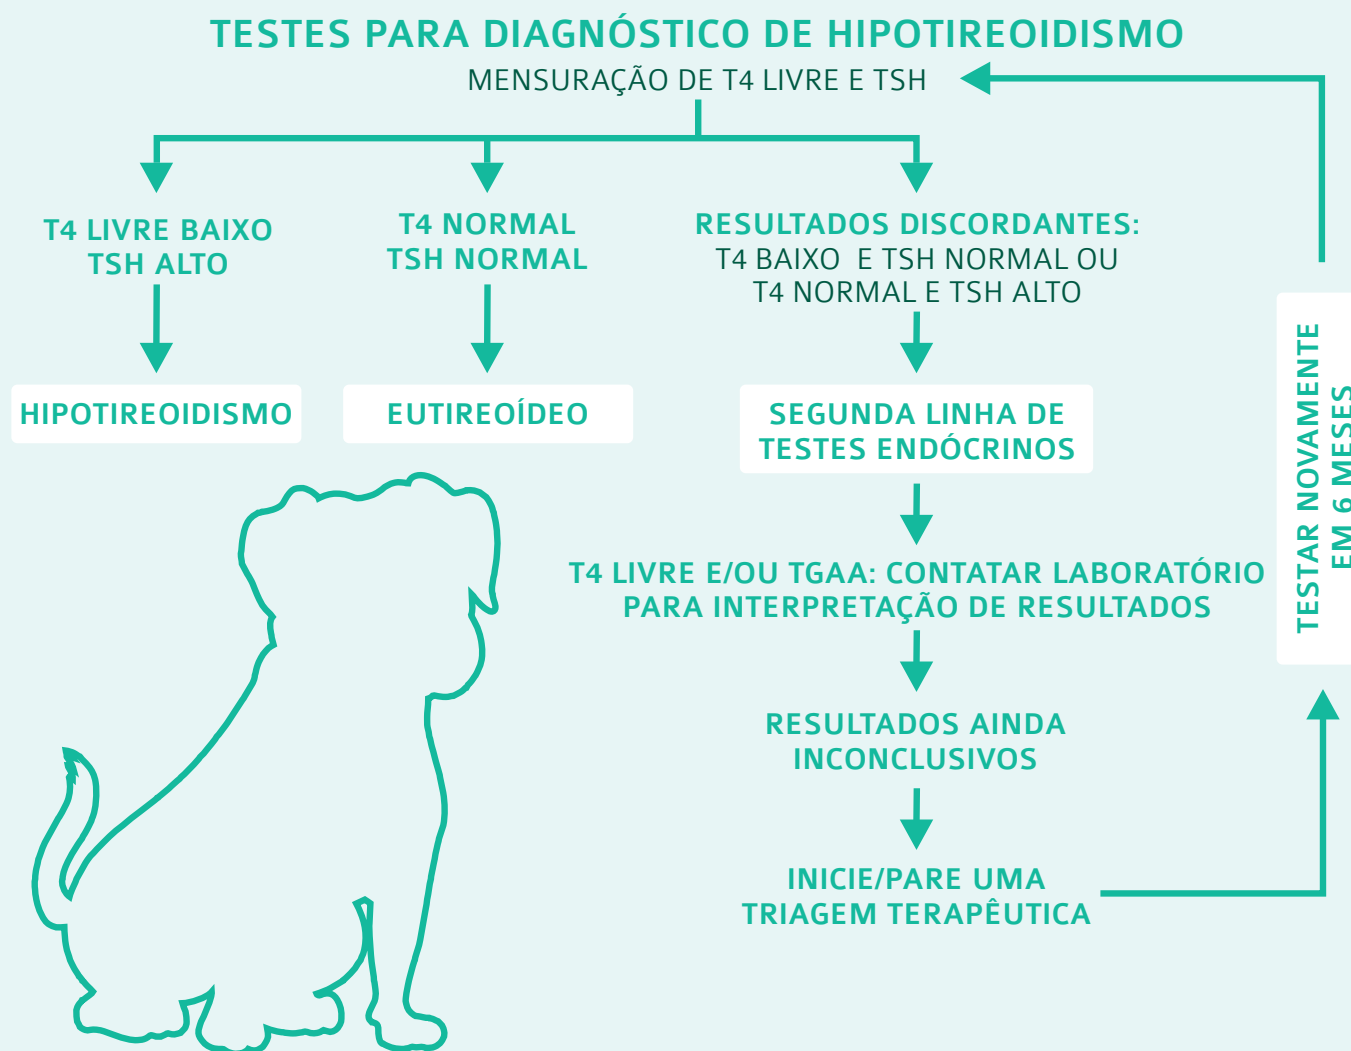 TESTES PARA DIAGNÓSTICO DE HIPOTIREOIDISMO
MENSURAÇÃO DE T4 LIVRE E TSH
T4 LIVRE BAIXO
TSH ALTO
HIPOTIREOIDISMO
T4 NORMAL
TSH NORMAL
EUTIREOÍDEO
RESULTADOS DISCORDANTES:
T4 BAIXO E TSH NORMAL OU
T4 NORMAL E TSH ALTO
SEGUNDA LINHA DE
TESTES ENDÓCRINOS
T4 LIVRE E/OU TGAA: CONTATAR LABORATÓRIO
PARA INTERPRETAÇÃO DE RESULTADOS
RESULTADOS AINDA
INCONCLUSIVOS
INICIE/PARE UMA
TRIAGEM TERAPÊUTICA
TESTAR NOVAMENTE
EM 6 MESES